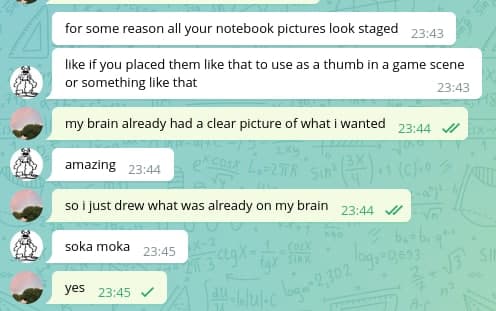 for some reason all your notebook pictures look staged 23:43
like if you placed them like that to use as a thumb in a game scene
or something like that
23:43
my brain already had a clear picture of what i wanted 23:44
amazing 23:44
so i just drew what was already on my brain 23:44
soka moka 23:45
yes 23:45